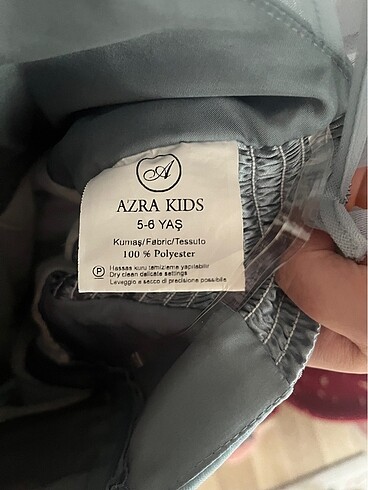 A
AZRA KIDS
5-6 YAŞ
Kumaş/Fabric/Tessuto
100 % Polyester
P Hassas kuru temizleme yapılabilir
Dry clean delicate settings
Lavaggio a secco di precisione possibile